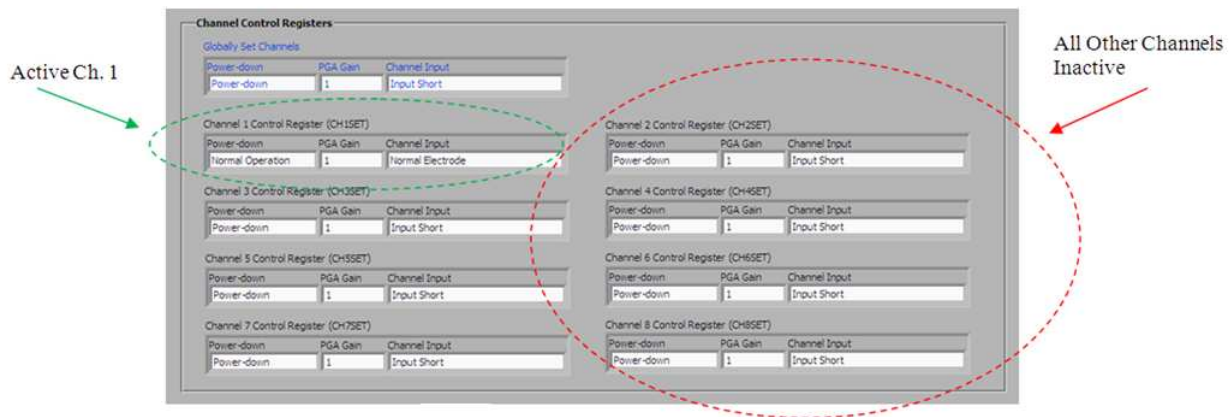 Channel Control Registers
Globally Set Channels
Power-down PGA Gain Channel Input
Power-down 1 Input Short
Active Ch. 1
All Other Channels
Inactive
Channel 1 Control Register (CH1SET)
Power-down PGA Gain Channel Input
Normal Operation 1 Normal Electrode
Channel 2 Control Register (CH2SET)
Power-down PGA Gain Channel Input
Power-down 1 Input Short
Channel 3 Control Register (CH3SET)
Power-down PGA Gain Channel Input
Power-down 1 Input Short
Channel 4 Control Register (CH4SET)
Power-down PGA Gain Channel Input
Power-down 1 Input Short
Channel 5 Control Register (CH5SET)
Power-down PGA Gain Channel Input
Power-down 1 Input Short
Channel 6 Control Register (CH6SET)
Power-down PGA Gain Channel Input
Power-down 1 Input Short
Channel 7 Control Register (CH7SET)
Power-down PGA Gain Channel Input
Power-down 1 Input Short
Channel 8 Control Register (CH8SET)
Power-down PGA Gain Channel Input
Power-down 1 Input Short